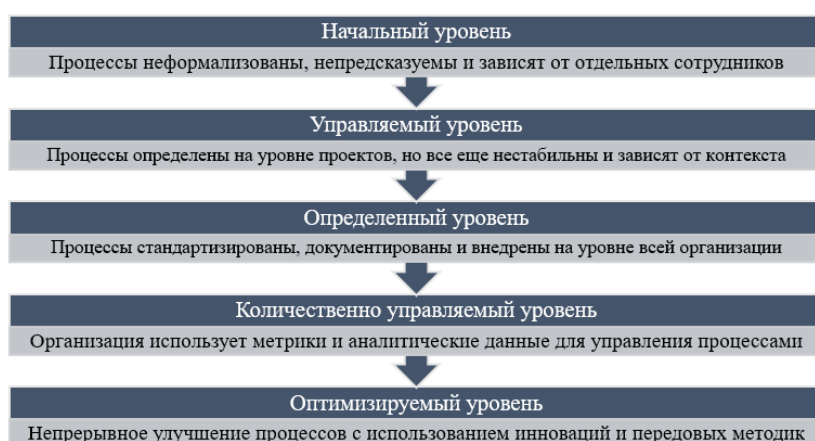 Начальный уровень
Процессы неформализованы, непредсказуемы и зависят от отдельных сотрудников
Управляемый уровень
Процессы определены на уровне проектов, но все еще нестабильны и зависят от контекста
Определенный уровень
Процессы стандартизированы, документированы и внедрены на уровне всей организации
Количественно управляемый уровень
Организация использует метрики и аналитические данные для управления процессами
Оптимизируемый уровень
Непрерывное улучшение процессов с использованием инноваций и передовых методик